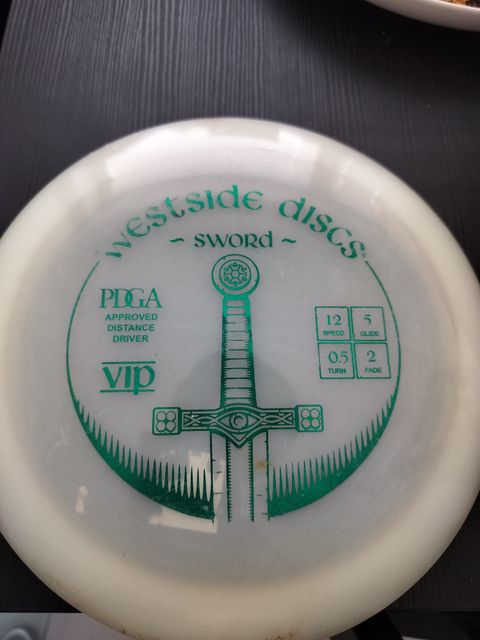 westside discs
~ sword ~
PDGA
APPROVED
DISTANCE
DRIVER
vip
12 5
SPEED GLIDE
0.5 2
TURN FADE